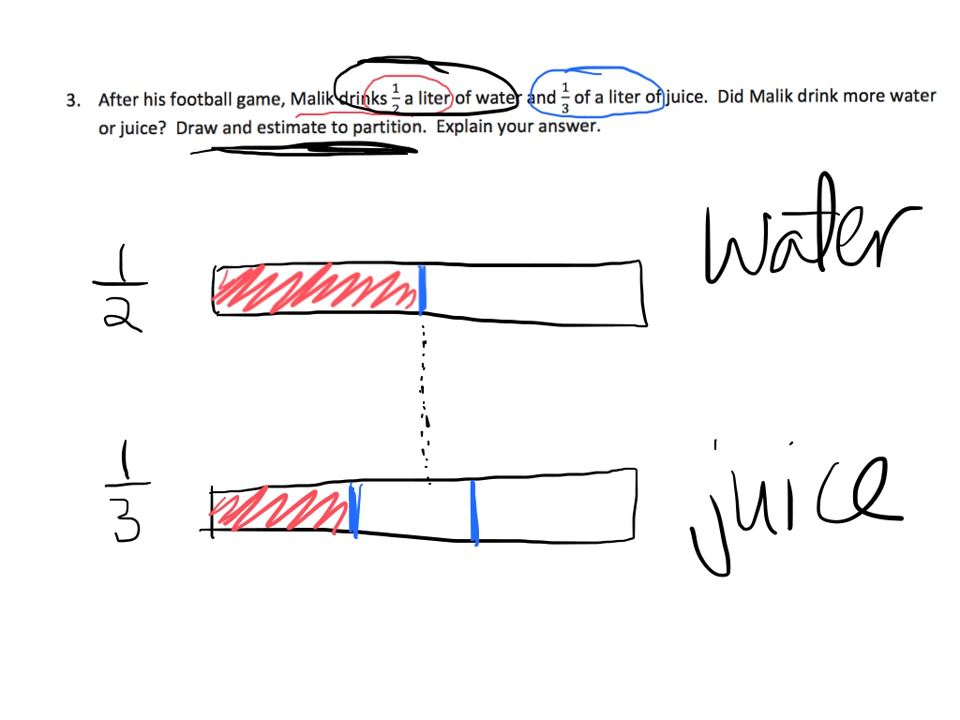 3. After his football game, Malik drinks 1/2 a liter of water and 1/3 of a liter of juice. Did Malik drink more water
or juice? Draw and estimate to partition. Explain your answer.
water
1/2
1/3
juice